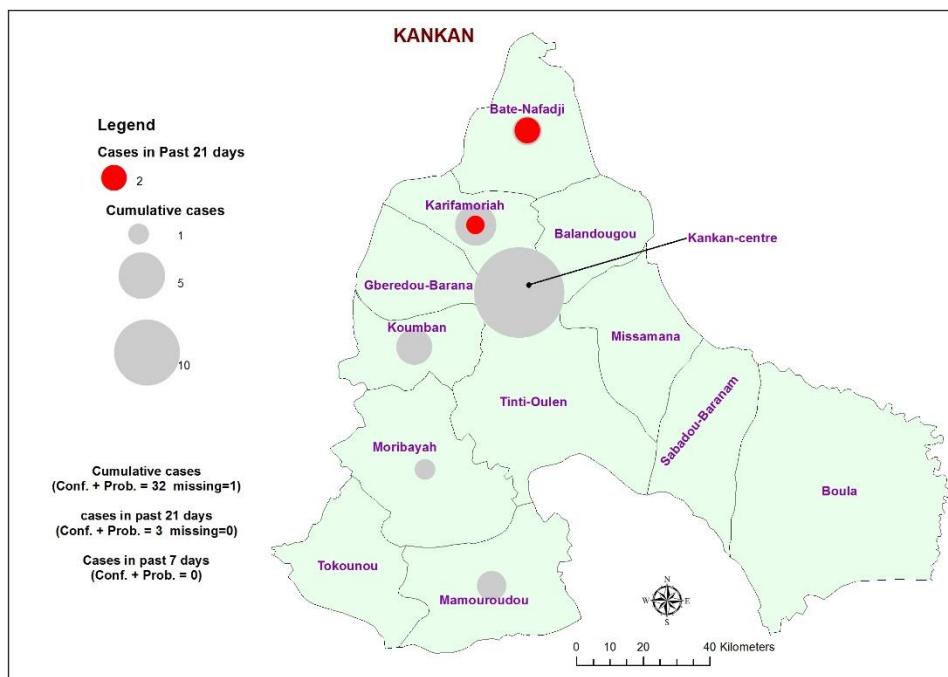 KANKAN
Legend
Cases in Past 21 days
2
Cumulative cases
1
5
10
Cumulative cases
(Conf. + Prob. = 32 missing=1)
cases in past 21 days
(Conf. + Prob. = 3 missing=0)
Cases in past 7 days
(Conf. + Prob. = 0)
Bate-Nafadji
Karifamoriah
Balandougou
Kankan-centre
Gberedou-Barana
Koumban
Missamana
Tinti-Oulen
Sabadou-Baranam
Moribayah
Boula
Tokounou
Mamouroudou
N
W E
S
0 10 20 40 Kilometers